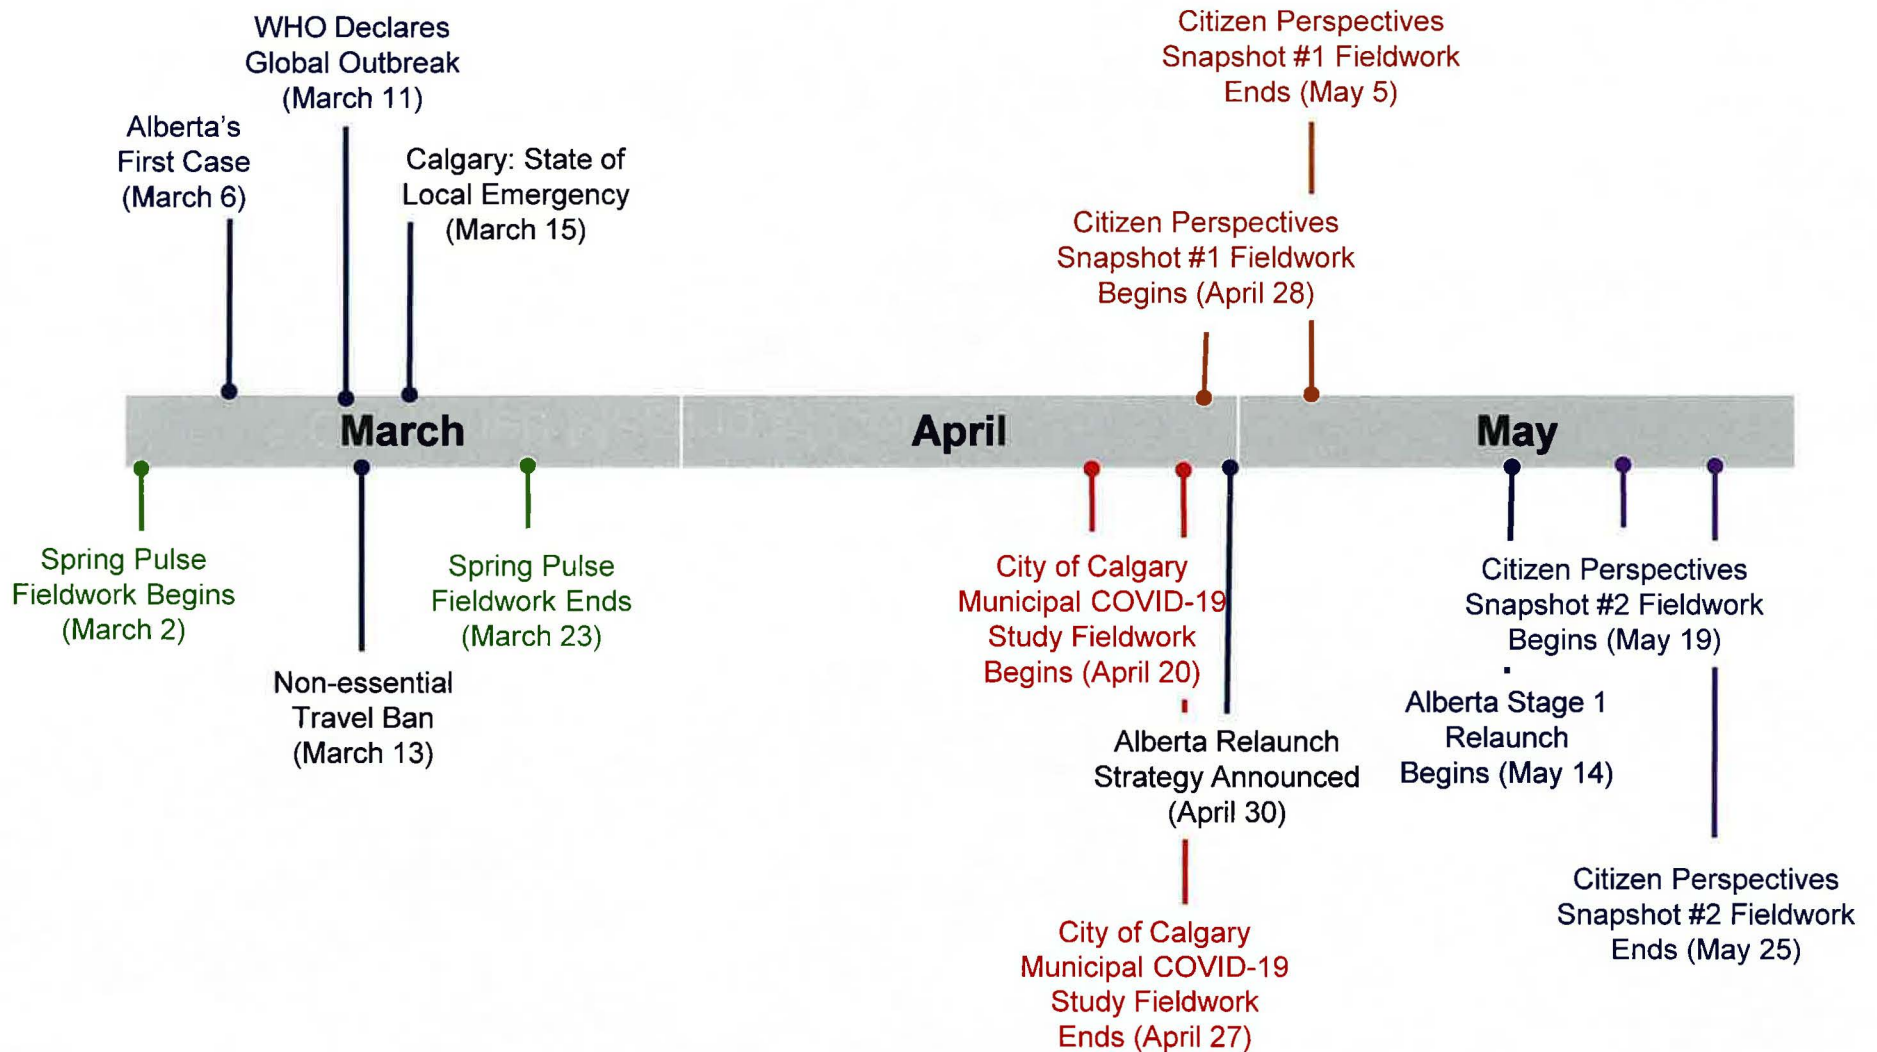 WHO Declares
Global Outbreak
(March 11)
Alberta's
First Case
(March 6)
Calgary: State of
Local Emergency
(March 15)
Citizen Perspectives
Snapshot #1 Fieldwork
Ends (May 5)
Citizen Perspectives
Snapshot #1 Fieldwork
Begins (April 28)
March
April
May
Spring Pulse
Fieldwork Begins
(March 2)
Non-essential
Travel Ban
(March 13)
Spring Pulse
Fieldwork Ends
(March 23)
City of Calgary
Municipal COVID-19
Study Fieldwork
Begins (April 20)
Alberta Relaunch
Strategy Announced
(April 30)
City of Calgary
Municipal COVID-19
Study Fieldwork
Ends (April 27)
Citizen Perspectives
Snapshot #2 Fieldwork
Begins (May 19)
Alberta Stage 1
Relaunch
Begins (May 14)
Citizen Perspectives
Snapshot #2 Fieldwork
Ends (May 25)